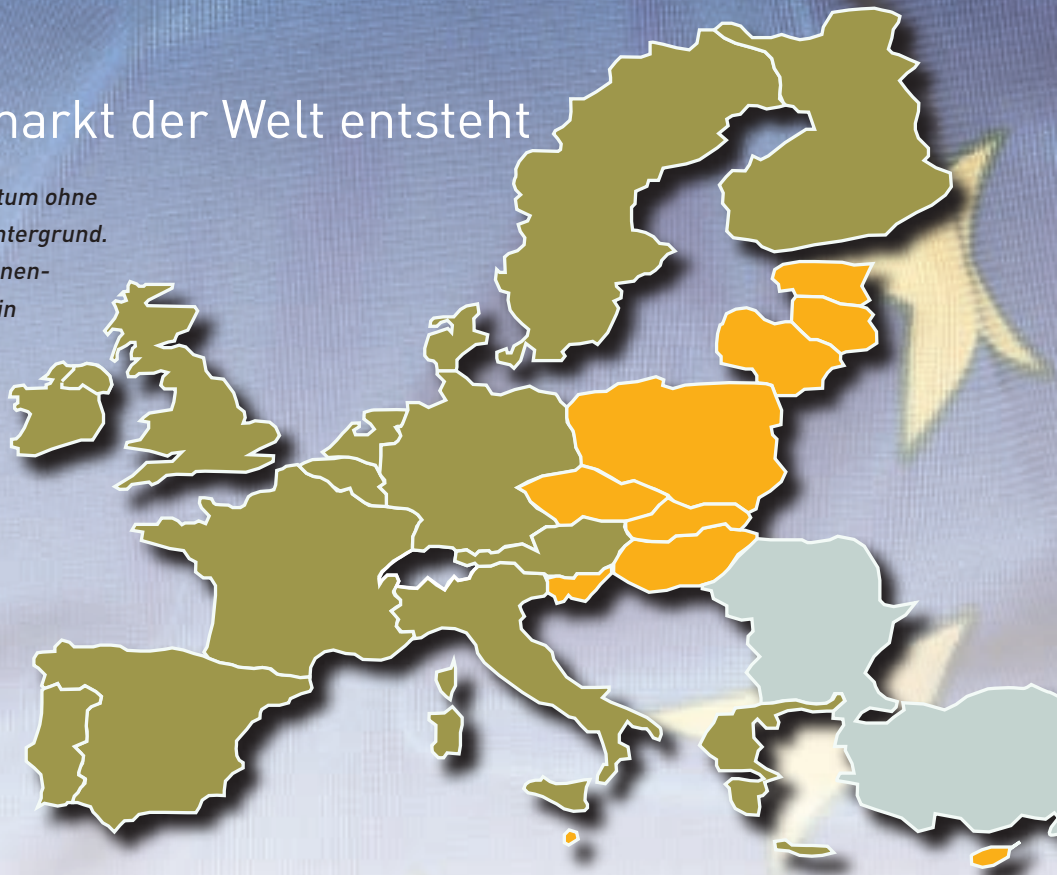 markt der Welt entsteht
tum ohne
ntergrund.
nen-
in